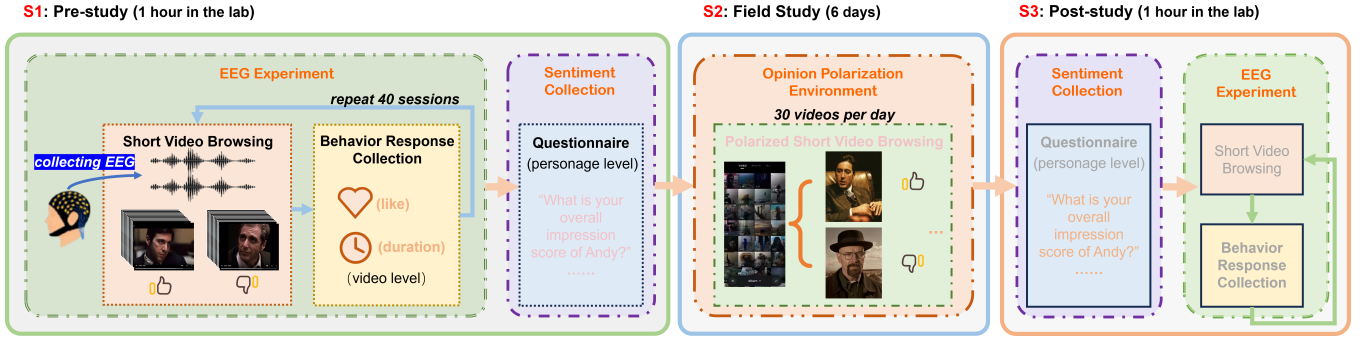 S1: Pre-study (1 hour in the lab)
EEG Experiment
repeat 40 sessions
collecting EEG
Short Video Browsing
Behavior Response
Collection
(like)
(duration)
(video level)
Sentiment
Collection
Questionnaire
(personage level)
"What is your
overall
impression
score of Andy?"
......
S2: Field Study (6 days)
Opinion Polarization
Environment
30 videos per day
Polarized Short Video Browsing
...
S3: Post-study (1 hour in the lab)
Sentiment
Collection
Questionnaire
(personage level)
"What is your
overall
impression
score of Andy?"
......
EEG
Experiment
Short Video
Browsing
Behavior
Response
Collection